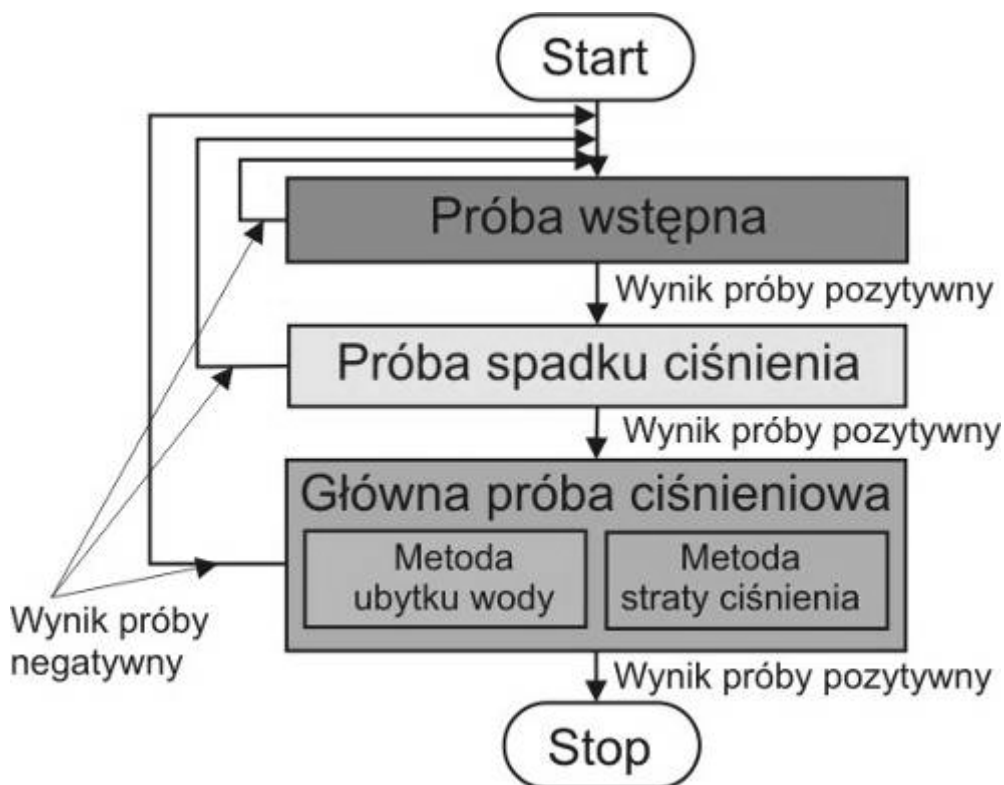 Start
Próba wstępna
Wynik próby pozytywny
Próba spadku ciśnienia
Wynik próby pozytywny
Główna próba ciśnieniowa
Metoda
ubytku wody
Metoda
straty ciśnienia
Wynik próby
negatywny
Wynik próby pozytywny
Stop